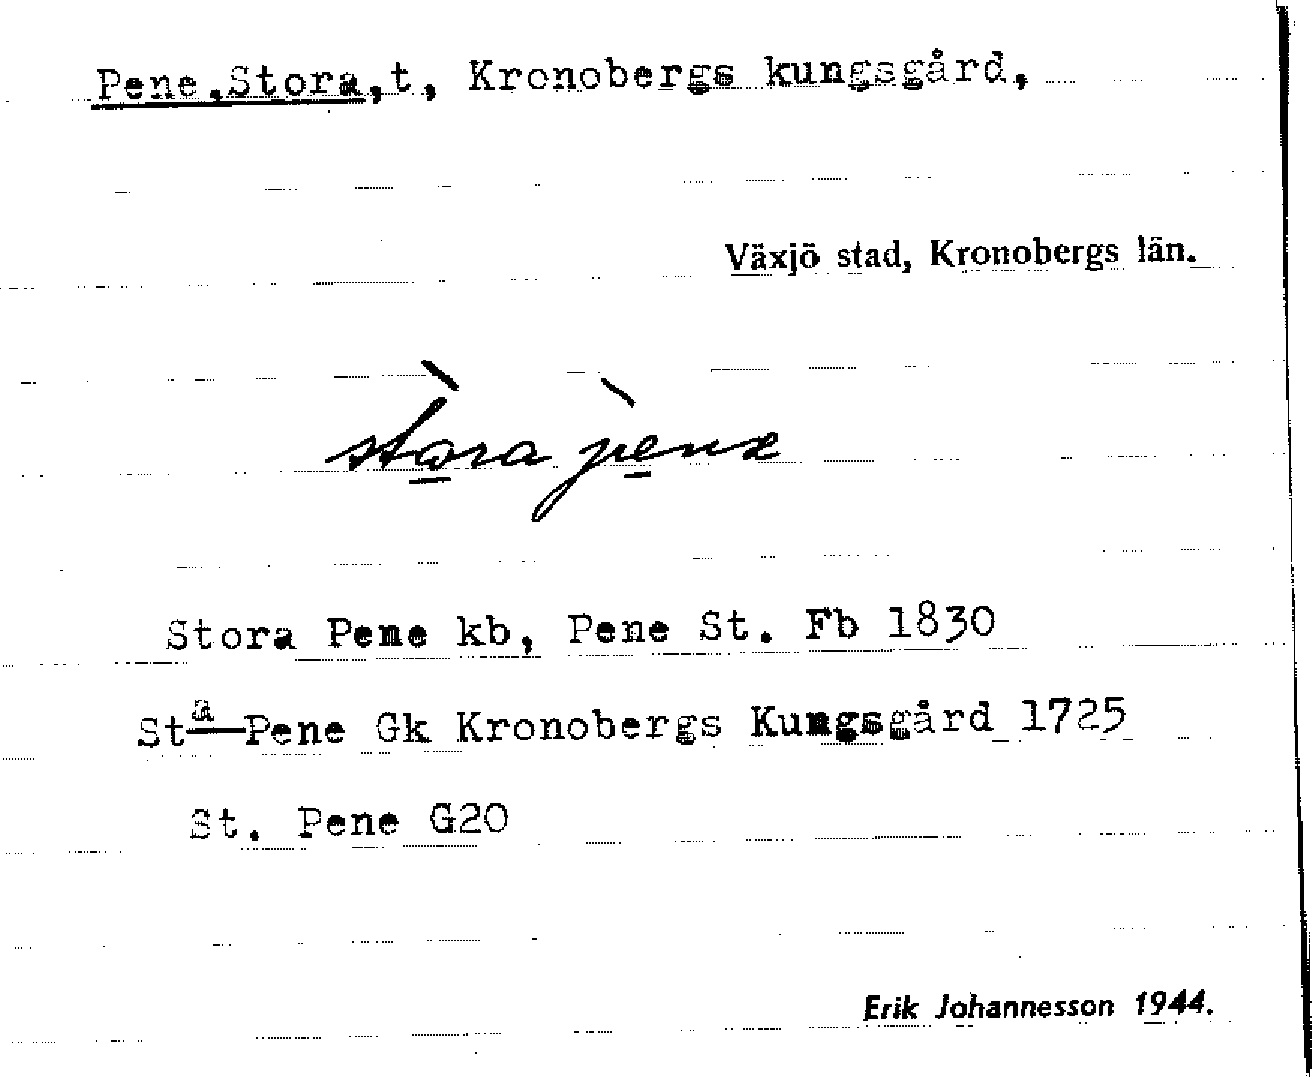 Pene,Stora,t, Kronobergs kungsgård,
Växjö stad, Kronobergs län.
stora pene
Stora Pene kb, Pene St. Fb 1830
Stª Pene Gk Kronobergs Kungsgård 1725
St. Pene G20
Erik Johannesson 1944.